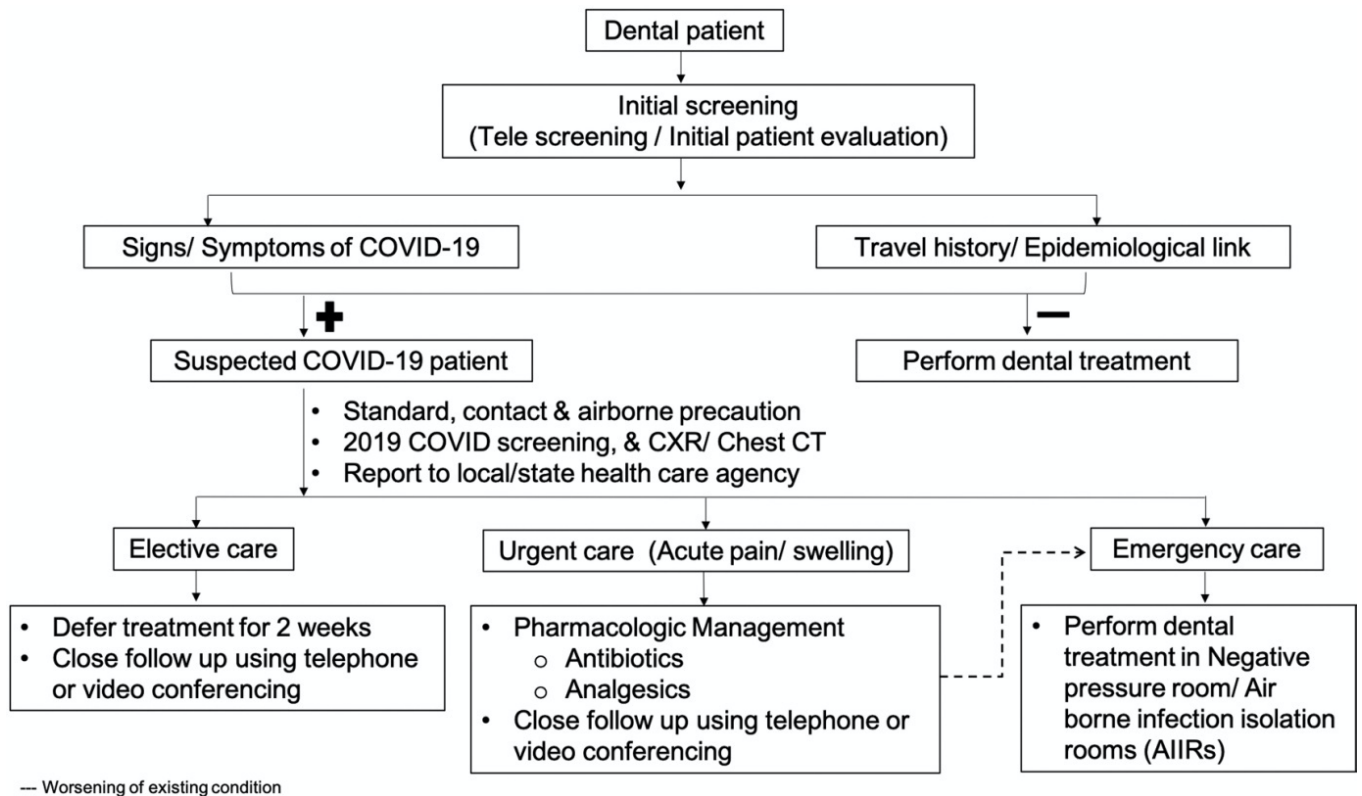 Dental patient
Initial screening
(Tele screening / Initial patient evaluation)
Signs/ Symptoms of COVID-19
Travel history/ Epidemiological link
+
−
Suspected COVID-19 patient
Perform dental treatment
• Standard, contact & airborne precaution
• 2019 COVID screening, & CXR/ Chest CT
• Report to local/state health care agency
Elective care
Urgent care (Acute pain/ swelling)
Emergency care
• Defer treatment for 2 weeks
• Close follow up using telephone
or video conferencing
• Pharmacologic Management
o Antibiotics
o Analgesics
• Close follow up using telephone or
video conferencing
• Perform dental
treatment in Negative
pressure room/ Air
borne infection isolation
rooms (AIIRs)
--- Worsening of existing condition